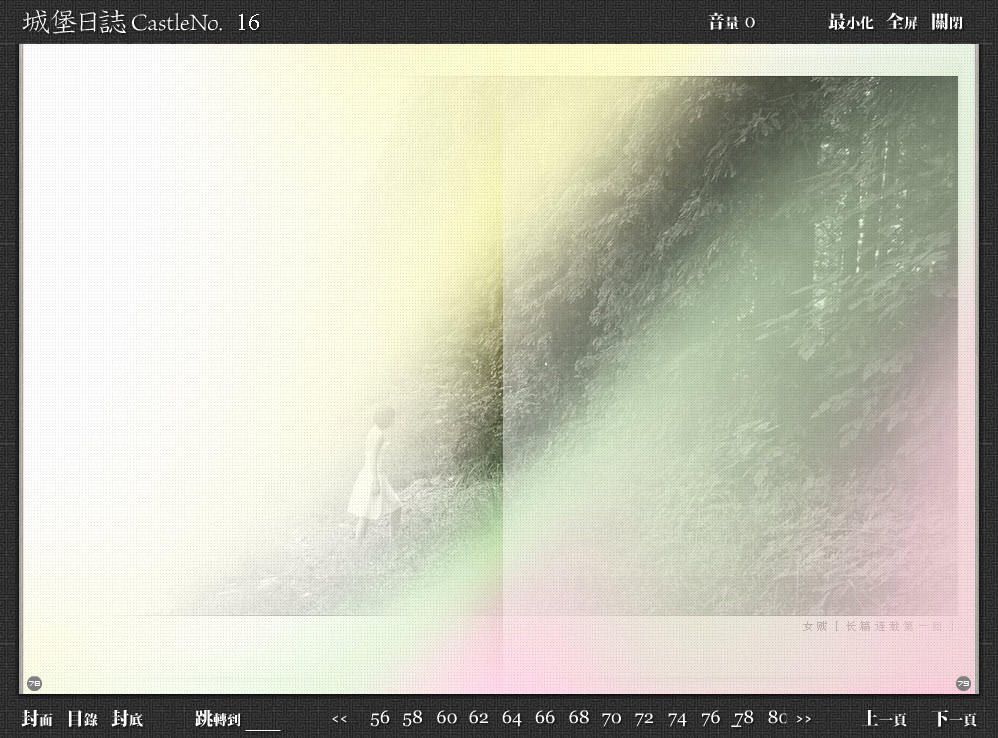 城堡日誌 CastleNo. 16
音量 0
最小化 全屏 關閉
女贼 [ 长篇连载第一回 ]
78
79
封面 目錄 封底 跳轉到 << 56 58 60 62 64 66 68 70 72 74 76 78 80 >> 上一頁 下一頁